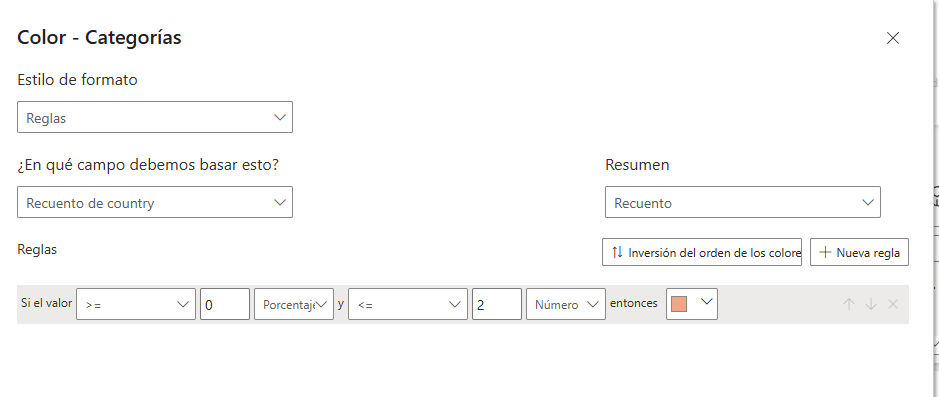 Color - Categorías
Estilo de formato
Reglas
¿En qué campo debemos basar esto?
Resumen
Recuento de country
Recuento
Reglas
Inversión del orden de los colore
Nueva regla
Si el valor >= 0 Porcentaje y <= 2 Número entonces